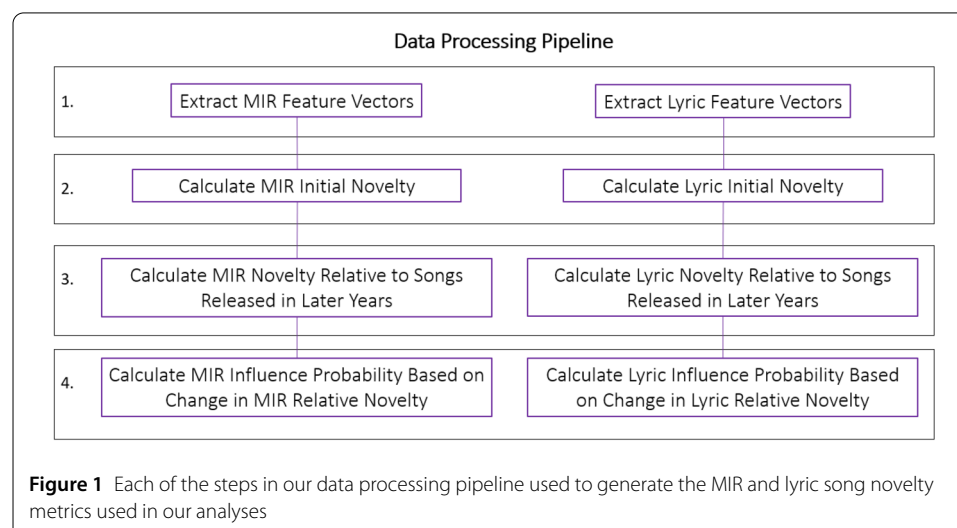 Data Processing Pipeline
1.
Extract MIR Feature Vectors
Extract Lyric Feature Vectors
2.
Calculate MIR Initial Novelty
Calculate Lyric Initial Novelty
3.
Calculate MIR Novelty Relative to Songs
Released in Later Years
Calculate Lyric Novelty Relative to Songs
Released in Later Years
4.
Calculate MIR Influence Probability Based on
Change in MIR Relative Novelty
Calculate Lyric Influence Probability Based
on Change in Lyric Relative Novelty
Figure 1 Each of the steps in our data processing pipeline used to generate the MIR and lyric song novelty
metrics used in our analyses